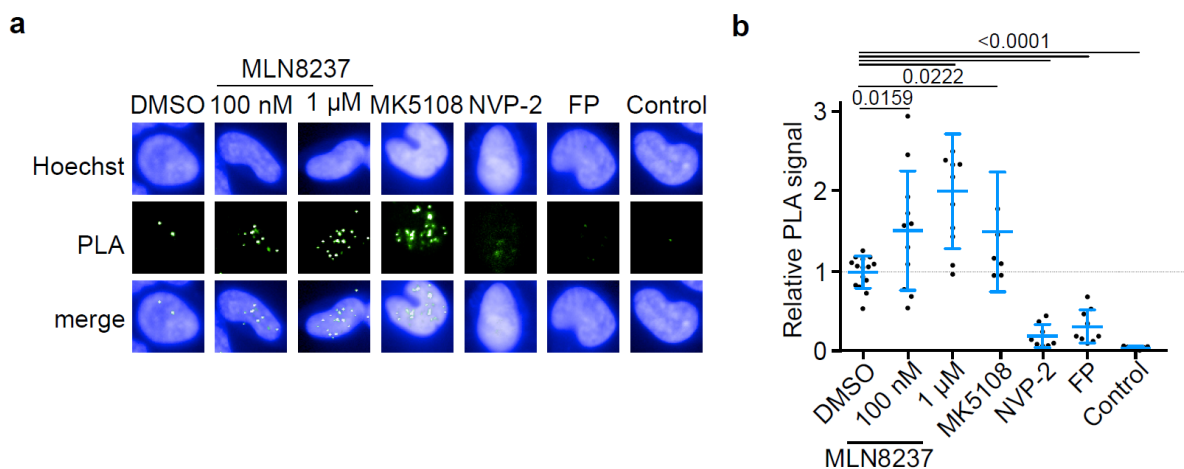 a
MLN8237
DMSO 100 nM 1 µM MK5108 NVP-2 FP Control
Hoechst
PLA
merge
b
<0.0001
0.0222
0.0159
Relative PLA signal
3
2
1
0
DMSO 100 nM 1 µM MK5108 NVP-2 FP Control
MLN8237